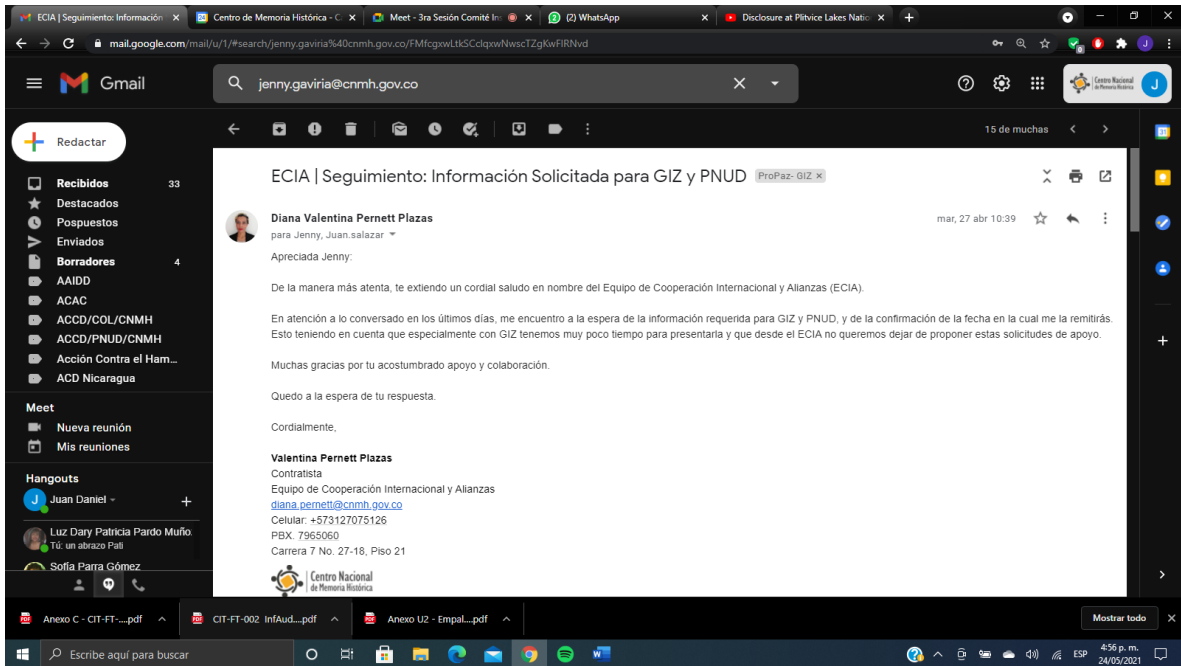 ECIA | Seguimiento: Información
Centro de Memoria Histórica - C
Meet - 3ra Sesión Comité Ins
(2) WhatsApp
Disclosure at Plitvice Lakes Natio
mail.google.com/mail/u/1/#search/jenny.gaviria%40cnmh.gov.co/FMfcgxwLtkSCclqxwNwscTZgKwFIRNvd
Gmail
jenny.gaviria@cnmh.gov.co
Centro Nacional
de Memoria Histórica
J
Redactar
15 de muchas
Recibidos 33
Destacados
Pospuestos
Enviados
Borradores 4
AAIDD
ACAC
ACCD/COL/CNMH
ACCD/PNUD/CNMH
Acción Contra el Ham...
ACD Nicaragua
Meet
Nueva reunión
Mis reuniones
Hangouts
J Juan Daniel
Luz Dary Patricia Pardo Muño:
Tú: un abrazo Pati
Sofía Parra Gómez
ECIA | Seguimiento: Información Solicitada para GIZ y PNUD ProPaz- GIZ ×
Diana Valentina Pernett Plazas
mar, 27 abr 10:39
para Jenny, Juan.salazar
Apreciada Jenny:
De la manera más atenta, te extiendo un cordial saludo en nombre del Equipo de Cooperación Internacional y Alianzas (ECIA).
En atención a lo conversado en los últimos días, me encuentro a la espera de la información requerida para GIZ y PNUD, y de la confirmación de la fecha en la cual me la remitirás.
Esto teniendo en cuenta que especialmente con GIZ tenemos muy poco tiempo para presentarla y que desde el ECIA no queremos dejar de proponer estas solicitudes de apoyo.
Muchas gracias por tu acostumbrado apoyo y colaboración.
Quedo a la espera de tu respuesta.
Cordialmente,
Valentina Pernett Plazas
Contratista
Equipo de Cooperación Internacional y Alianzas
diana.pernett@cnmh.gov.co
Celular: +573127075126
PBX. 7965060
Carrera 7 No. 27-18, Piso 21
Centro Nacional
de Memoria Histórica
Anexo C - CIT-FT-....pdf
CIT-FT-002 InfAud....pdf
Anexo U2 - Empal....pdf
Mostrar todo
Escribe aquí para buscar
ESP
4:56 p. m.
24/05/2021